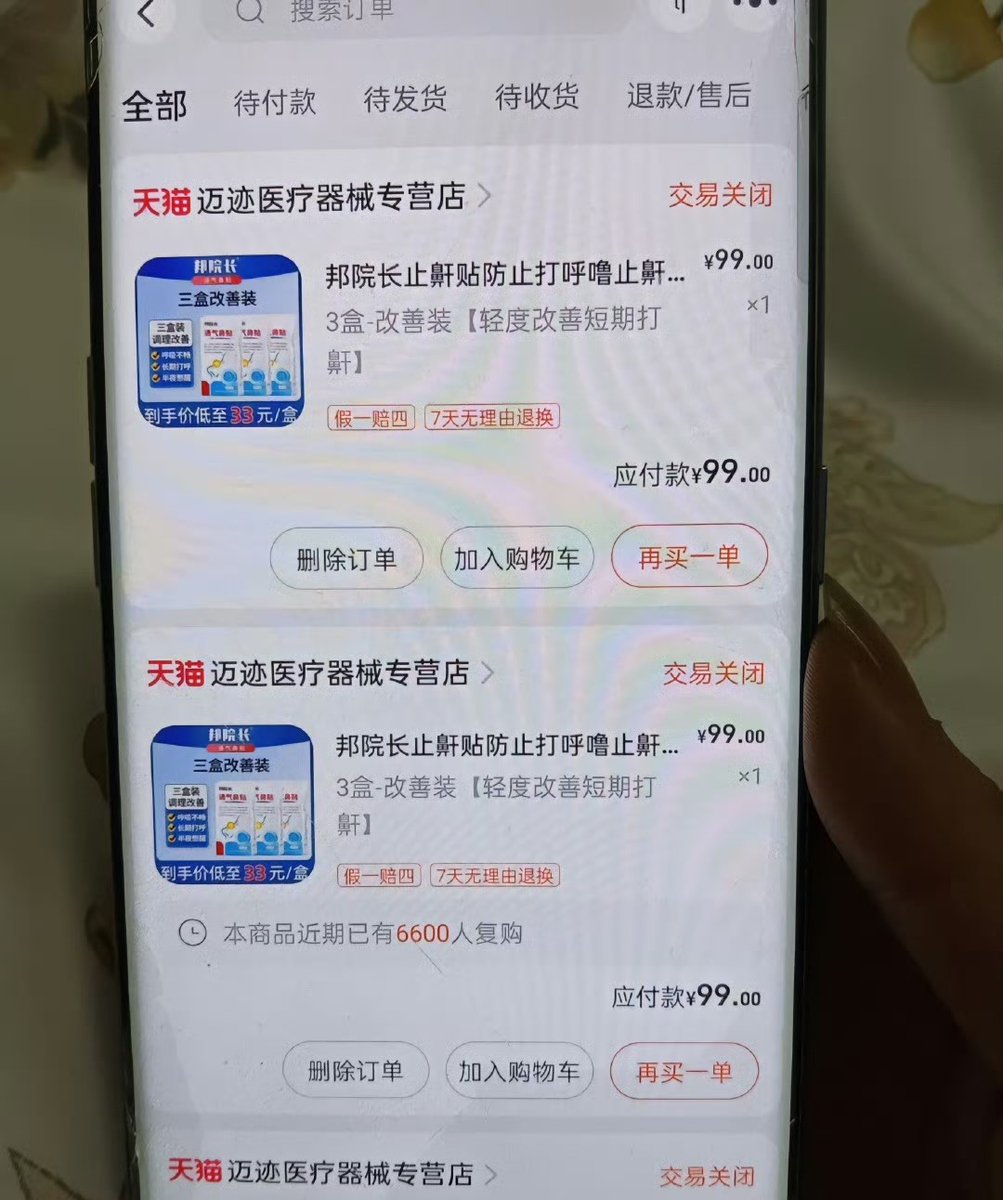 搜索订单
全部 待付款 待发货 待收货 退款/售后
天猫 迈迹医疗器械专营店 交易关闭
邦院长
通气鼻贴
三盒改善装
三盒装
调理改善
呼吸不畅
长期打呼
半夜憋醒
通气鼻贴
到手价低至33元/盒
邦院长止鼾贴防止打呼噜止鼾... ¥99.00
3盒-改善装【轻度改善短期打 ×1
鼾】
假一赔四 7天无理由退换
应付款¥99.00
删除订单 加入购物车 再买一单
天猫 迈迹医疗器械专营店 交易关闭
邦院长
通气鼻贴
三盒改善装
三盒装
调理改善
呼吸不畅
长期打呼
半夜憋醒
通气鼻贴
到手价低至33元/盒
邦院长止鼾贴防止打呼噜止鼾... ¥99.00
3盒-改善装【轻度改善短期打 ×1
鼾】
假一赔四 7天无理由退换
本商品近期已有6600人复购
应付款¥99.00
删除订单 加入购物车 再买一单
天猫 迈迹医疗器械专营店 交易关闭